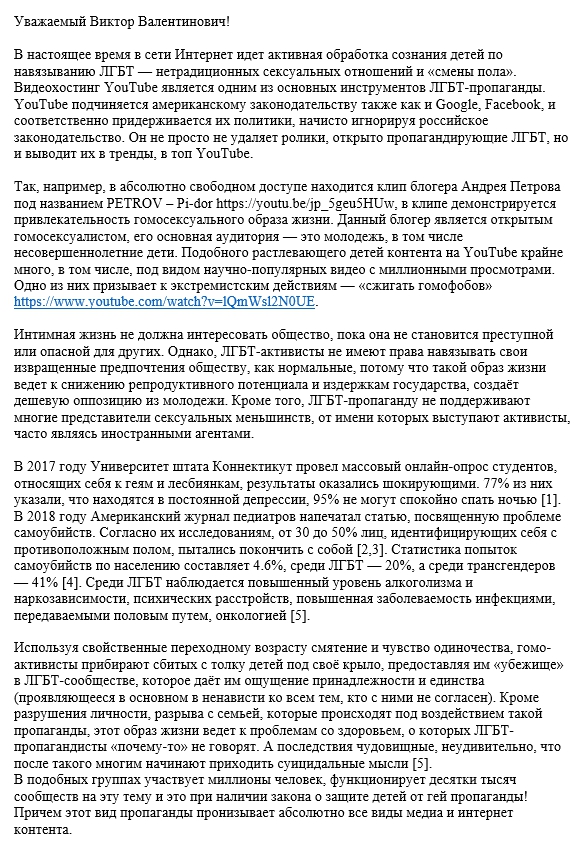 Уважаемый Виктор Валентинович!
В настоящее время в сети Интернет идет активная обработка сознания детей по
навязыванию ЛГБТ — нетрадиционных сексуальных отношений и «смены пола».
Видеохостинг YouTube является одним из основных инструментов ЛГБТ-пропаганды.
YouTube подчиняется американскому законодательству также как и Google, Facebook, и
соответственно придерживается их политики, начисто игнорируя российское
законодательство. Он не просто не удаляет ролики, открыто пропагандирующие ЛГБТ, но
и выводит их в тренды, в топ YouTube.
Так, например, в абсолютно свободном доступе находится клип блогера Андрея Петрова
под названием PETROV – Pi-dor https://youtu.be/jp_5geu5HUw, в клипе демонстрируется
привлекательность гомосексуального образа жизни. Данный блогер является открытым
гомосексуалистом, его основная аудитория — это молодежь, в том числе
несовершеннолетние дети. Подобного растлевающего детей контента на YouTube крайне
много, в том числе, под видом научно-популярных видео с миллионными просмотрами.
Одно из них призывает к экстремистским действиям — «сжигать гомофобов»
https://www.youtube.com/watch?v=lQmWsl2N0UE.
Интимная жизнь не должна интересовать общество, пока она не становится преступной
или опасной для других. Однако, ЛГБТ-активисты не имеют права навязывать свои
извращенные предпочтения обществу, как нормальные, потому что такой образ жизни
ведет к снижению репродуктивного потенциала и издержкам государства, создаёт
дешевую оппозицию из молодежи. Кроме того, ЛГБТ-пропаганду не поддерживают
многие представители сексуальных меньшинств, от имени которых выступают активисты,
часто являясь иностранными агентами.
В 2017 году Университет штата Коннектикут провел массовый онлайн-опрос студентов,
относящих себя к геям и лесбиянкам, результаты оказались шокирующими. 77% из них
указали, что находятся в постоянной депрессии, 95% не могут спокойно спать ночью [1].
В 2018 году Американский журнал педиатров напечатал статью, посвященную проблеме
самоубийств. Согласно их исследованиям, от 30 до 50% лиц, идентифицирующих себя с
противоположным полом, пытались покончить с собой [2,3]. Статистика попыток
самоубийств по населению составляет 4.6%, среди ЛГБТ — 20%, а среди трансгендеров
— 41% [4]. Среди ЛГБТ наблюдается повышенный уровень алкоголизма и
наркозависимости, психических расстройств, повышенная заболеваемость инфекциями,
передаваемыми половым путем, онкологией [5].
Используя свойственные переходному возрасту смятение и чувство одиночества, гомо-
активисты прибирают сбитых с толку детей под своё крыло, предоставляя им «убежище»
в ЛГБТ-сообществе, которое даёт им ощущение принадлежности и единства
(проявляющееся в основном в ненависти ко всем тем, кто с ними не согласен). Кроме
разрушения личности, разрыва с семьей, которые происходят под воздействием такой
пропаганды, этот образ жизни ведет к проблемам со здоровьем, о которых ЛГБТ-
пропагандисты «почему-то» не говорят. А последствия чудовищные, неудивительно, что
после такого многим начинают приходить суицидальные мысли [5].
В подобных группах участвует миллионы человек, функционирует десятки тысяч
сообществ на эту тему и это при наличии закона о защите детей от гей пропаганды!
Причем этот вид пропаганды пронизывает абсолютно все виды медиа и интернет
контента.